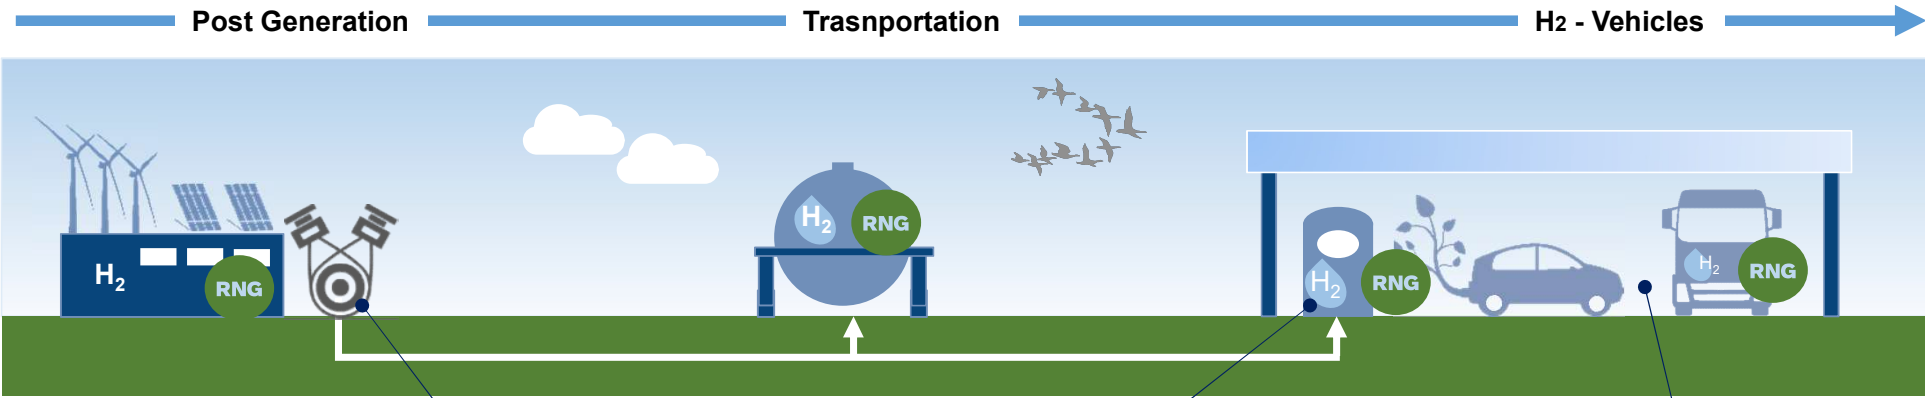 Post Generation
Trasnportation
H2 - Vehicles
H2
RNG
H2
RNG
H2
RNG
H2
RNG